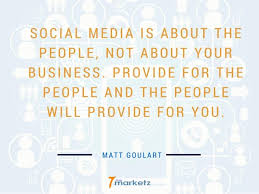 SOCIAL MEDIA IS ABOUT THE
PEOPLE, NOT ABOUT YOUR
BUSINESS. PROVIDE FOR THE
PEOPLE AND THE PEOPLE
WILL PROVIDE FOR YOU.
MATT GOULART
7marketz